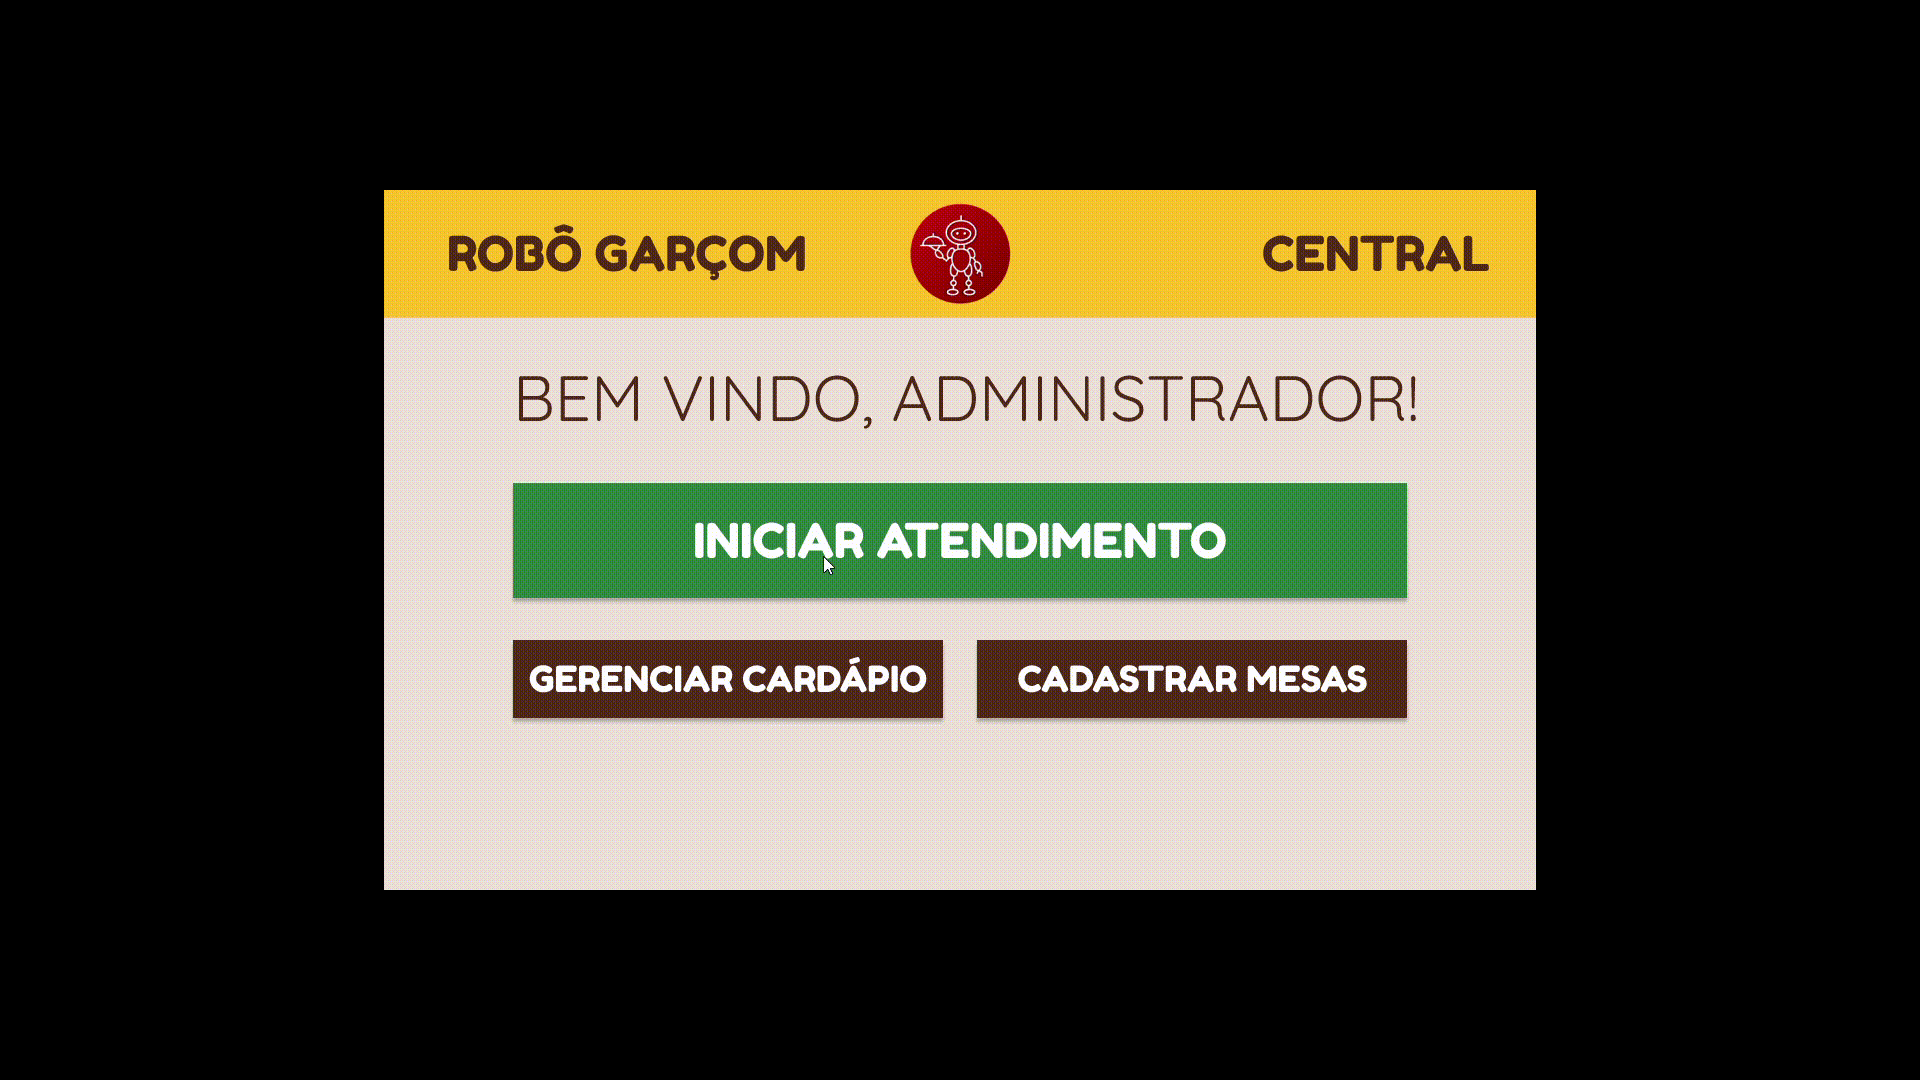 ROBÔ GARÇOM
CENTRAL
BEM VINDO, ADMINISTRADOR!
INICIAR ATENDIMENTO
GERENCIAR CARDÁPIO
CADASTRAR MESAS